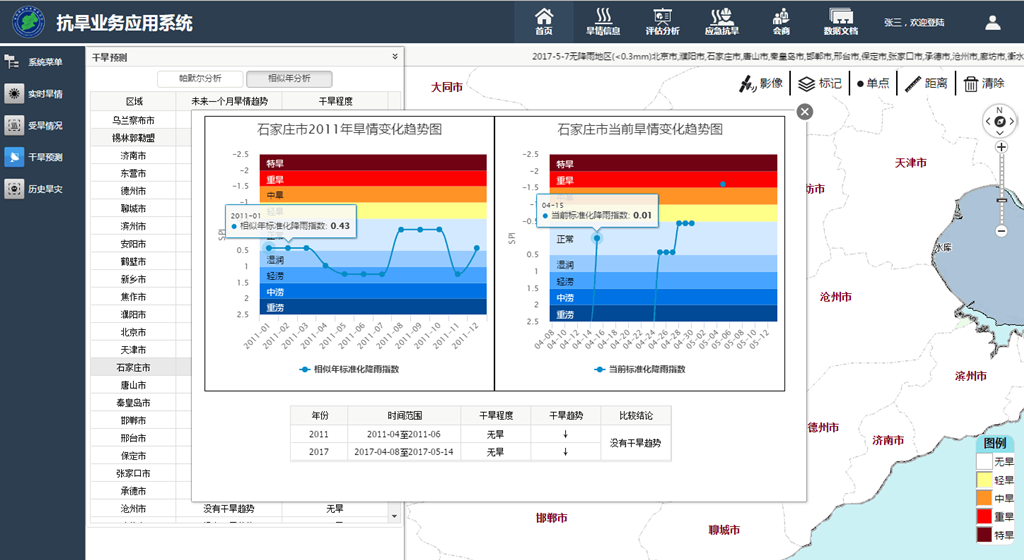 抗旱业务应用系统
首页
旱情信息
评估分析
应急抗旱
会商
数据文档
张三，欢迎登陆
系统菜单
实时旱情
受旱情况
干旱预测
历史旱灾
干旱预测
2017-5-7无降雨地区(<0.3mm)北京市,濮阳市,石家庄市,唐山市,秦皇岛市,邯郸市,邢台市,保定市,张家口市,承德市,沧州市,廊坊市,衡水
帕默尔分析
相似年分析
影像
标记
单点
距离
清除
区域
未来一个月旱情趋势
干旱程度
乌兰察布市
锡林郭勒盟
济南市
东营市
德州市
聊城市
滨州市
安阳市
鹤壁市
新乡市
焦作市
濮阳市
北京市
天津市
石家庄市
唐山市
秦皇岛市
邯郸市
邢台市
保定市
张家口市
承德市
沧州市 没有干旱趋势 无旱
石家庄市2011年旱情变化趋势图
-2.5
-2
-1.5
-1
0.5
1
1.5
2
2.5
SPI
特旱
重旱
中旱
湿润
轻涝
中涝
重涝
2011-01
相似年标准化降雨指数: 0.43
2011-01
2011-02
2011-03
2011-04
2011-05
2011-06
2011-07
2011-08
2011-09
2011-10
2011-11
2011-12
相似年标准化降雨指数
石家庄市当前旱情变化趋势图
-2.5
-2
-1.5
-1
-0.5
0.5
1
1.5
2
2.5
SPI
特旱
重旱
正常
湿润
轻涝
中涝
重涝
04-15
当前标准化降雨指数: 0.01
04-08
04-10
04-12
04-14
04-16
04-18
04-20
04-22
04-24
04-26
04-28
04-30
05-02
05-04
05-06
05-08
05-10
05-12
当前标准化降雨指数
年份 时间范围 干旱程度 干旱趋势 比较结论
2011 2011-04至2011-06 无旱 ↓ 没有干旱趋势
2017 2017-04-08至2017-05-14 无旱 ↓
大同市
天津市
坊市
水库
沧州市
滨州市
德州市
济南市
邯郸市
聊城市
N
图例
无旱
轻旱
中旱
重旱
特旱